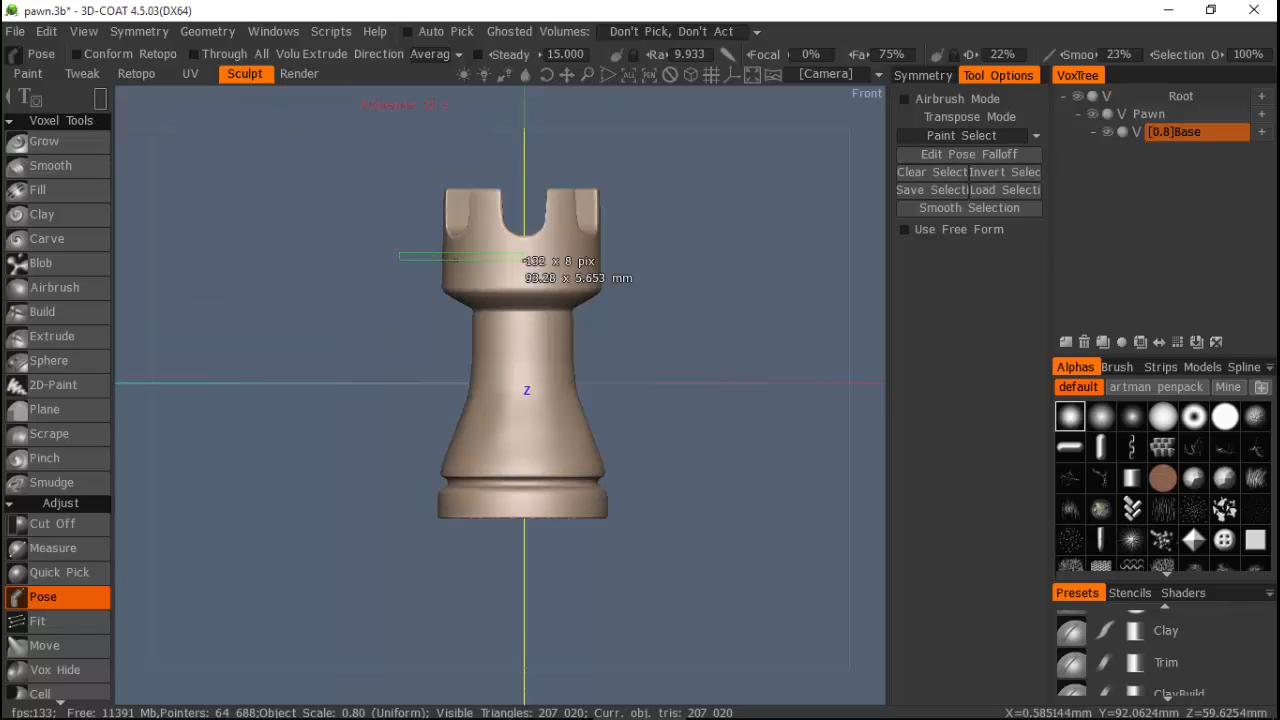 pawn.3b* - 3D-COAT 4.5.03(DX64)
File Edit View Symmetry Geometry Textures Windows Scripts Help Auto Pick Ghosted Volumes: Don't Pick, Don't Act
Pose Conform Retopo Through All Volu Extrude Direction Averag Steady 15.000 Ra 9.933 Focal 0% Fa 75% D 22% Smoo 23% Selection O 100%
Paint Tweak Retopo UV Sculpt Render [Camera] Symmetry Tool Options VoxTree
Front
Voxel Tools
Grow
Smooth
Fill
Clay
Carve
Blob
Airbrush
Build
Extrude
Sphere
2D-Paint
Plane
Scrape
Pinch
Smudge
Adjust
Cut Off
Measure
Quick Pick
Pose
Fit
Move
Vox Hide
Cell
-132 x 8 pix
93.28 x 5.653 mm
Z
Airbrush Mode
Transpose Mode
Paint Select
Edit Pose Falloff
Clear Selecti Invert Selec
Save Selecti Load Selecti
Smooth Selection
Use Free Form
V Root +
V Pawn +
V [0.8]Base +
Alphas Brush Strips Models Spline
default artman penpack Mine
Presets Stencils Shaders
Clay
Trim
ClayBuild
fps:133; Free: 11391 Mb,Pointers: 64 688;Object Scale: 0.80 (Uniform); Visible Triangles: 207 020; Curr. obj. tris: 207 020 X=0.585144mm Y=92.0624mm Z=59.6254mm